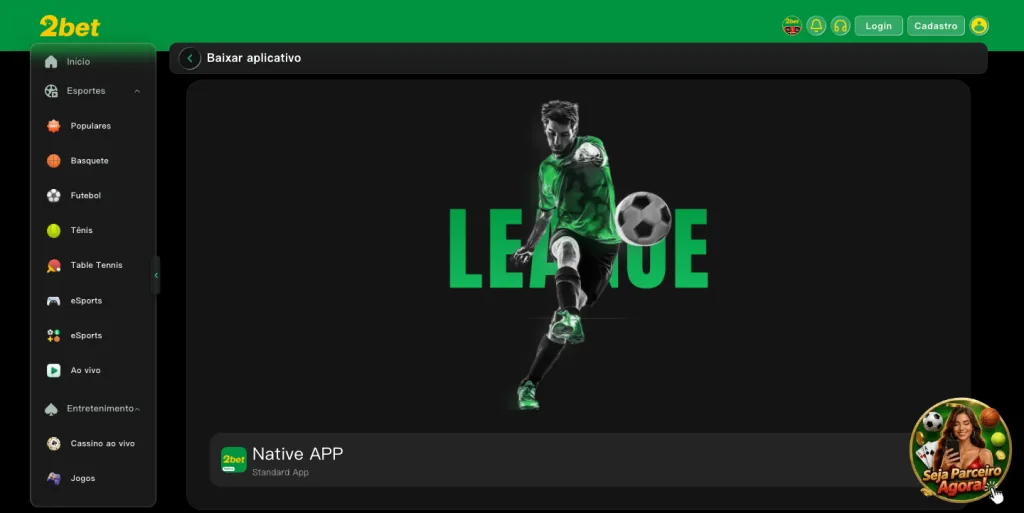 2bet
2bet
Login
Cadastro
Início
Esportes
Populares
Basquete
Futebol
Tênis
Table Tennis
eSports
eSports
Ao vivo
Entretenimento
Cassino ao vivo
Jogos
Baixar aplicativo
LEAGUE
2bet
Native APP
Standard App
Seja Parceiro
Agora!